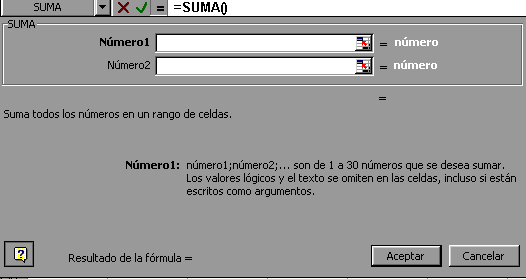 SUMA = =SUMA()
SUMA
Número1 = número
Número2 = número
=
Suma todos los números en un rango de celdas.
Número1: número1;número2;... son de 1 a 30 números que se desea sumar.
Los valores lógicos y el texto se omiten en las celdas, incluso si están
escritos como argumentos.
Resultado de la fórmula =
Aceptar Cancelar